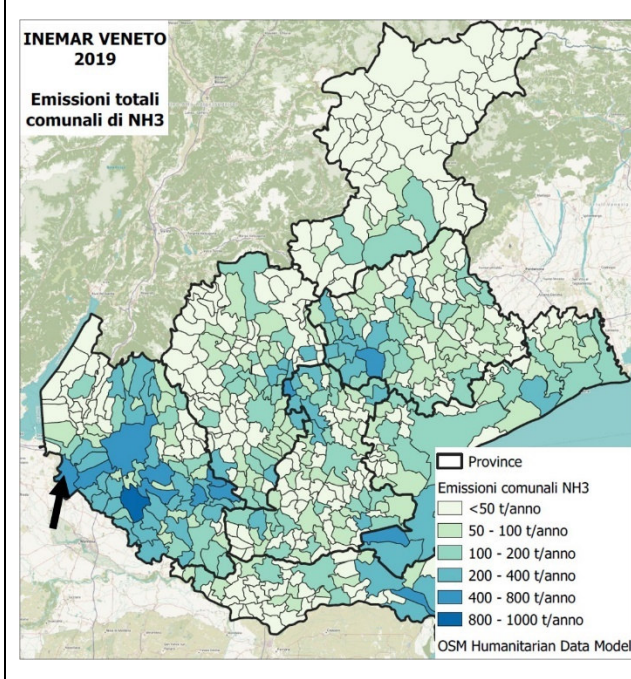 INEMAR VENETO
2019
Emissioni totali
comunali di NH3
Province
Emissioni comunali NH3
<50 t/anno
50 - 100 t/anno
100 - 200 t/anno
200 - 400 t/anno
400 - 800 t/anno
800 - 1000 t/anno
OSM Humanitarian Data Model